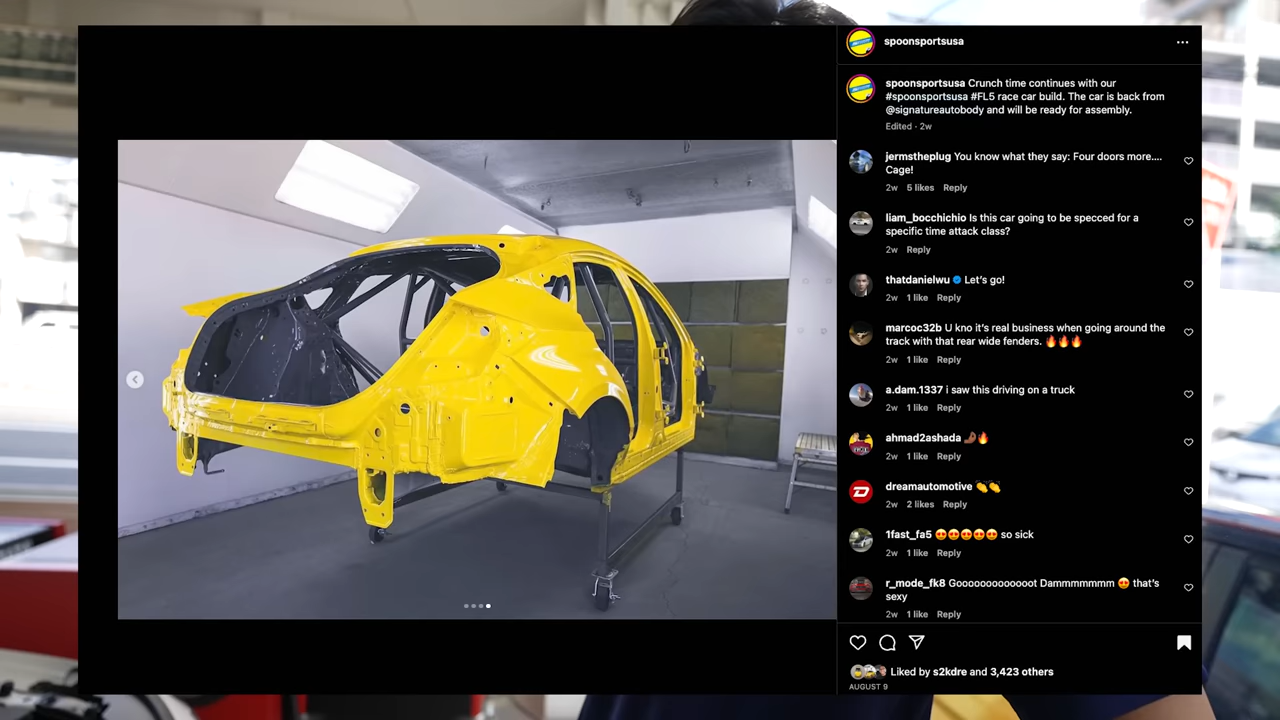 spoonsportsusa
spoonsportsusa Crunch time continues with our
#spoonsportsusa #FL5 race car build. The car is back from
@signatureautobody and will be ready for assembly.
Edited · 2w
jermstheplug You know what they say: Four doors more....
Cage!
2w 5 likes Reply
liam_bocchichio Is this car going to be specced for a
specific time attack class?
2w Reply
thatdanielwu Let's go!
2w 1 like Reply
marcoc32b U kno it's real business when going around the
track with that rear wide fenders. 🔥🔥🔥
2w 1 like Reply
a.dam.1337 i saw this driving on a truck
2w 1 like Reply
ahmad2ashada 🤌🏾🔥
2w 1 like Reply
dreamautomotive 👏👏
2w 2 likes Reply
1fast_fa5 😍😍😍😍😍 so sick
2w 1 like Reply
r_mode_fk8 Goooooooooooot Dammmmmmm 😍 that's
sexy
2w 1 like Reply
Liked by s2kdre and 3,423 others
AUGUST 9